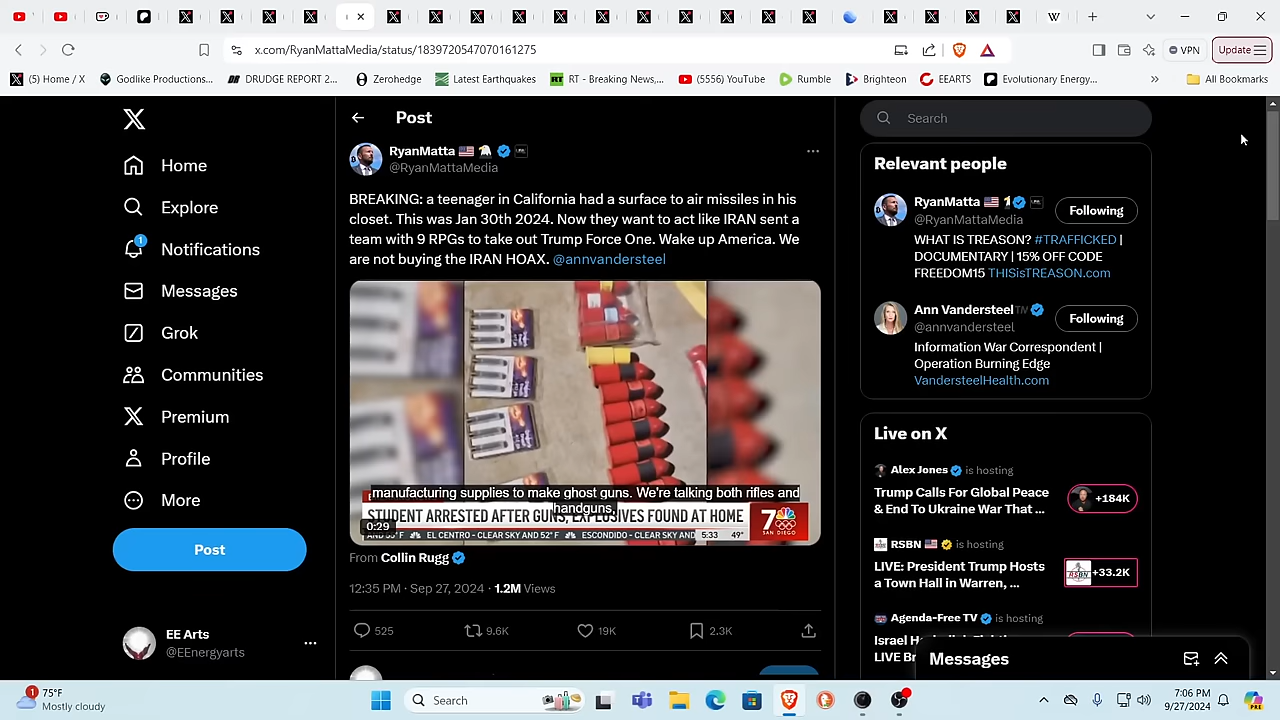 x.com/RyanMattaMedia/status/1839720547070161275
VPN
Update
(5) Home / X
Godlike Productions...
DRUDGE REPORT 2...
Zerohedge
Latest Earthquakes
RT - Breaking News,...
(5556) YouTube
Rumble
Brighteon
EEARTS
Evolutionary Energy...
All Bookmarks
Home
Explore
1
Notifications
Messages
Grok
Communities
Premium
Profile
More
Post
EE Arts
@EEnergyarts
Post
RyanMatta
@RyanMattaMedia
BREAKING: a teenager in California had a surface to air missiles in his
closet. This was Jan 30th 2024. Now they want to act like IRAN sent a
team with 9 RPGs to take out Trump Force One. Wake up America. We
are not buying the IRAN HOAX. @annvandersteel
manufacturing supplies to make ghost guns. We're talking both rifles and
handguns,
STUDENT ARRESTED AFTER GUNS, EXPLOSIVES FOUND AT HOME
7
SAN DIEGO
0:29
EL CENTRO - CLEAR SKY AND 52° F
ESCONDIDO - CLEAR SKY AND
5:33
49°
From Collin Rugg
12:35 PM · Sep 27, 2024 · 1.2M Views
525
9.6K
19K
2.3K
Search
Relevant people
RyanMatta
@RyanMattaMedia
Following
WHAT IS TREASON? #TRAFFICKED |
DOCUMENTARY | 15% OFF CODE
FREEDOM15 THISisTREASON.com
Ann Vandersteel™
@annvandersteel
Following
Information War Correspondent |
Operation Burning Edge
VandersteelHealth.com
Live on X
Alex Jones is hosting
Trump Calls For Global Peace
& End To Ukraine War That ...
+184K
RSBN is hosting
LIVE: President Trump Hosts
a Town Hall in Warren, ...
+33.2K
Agenda-Free TV is hosting
LIVE
Messages
1
75°F
Mostly cloudy
Search
7:06 PM
9/27/2024